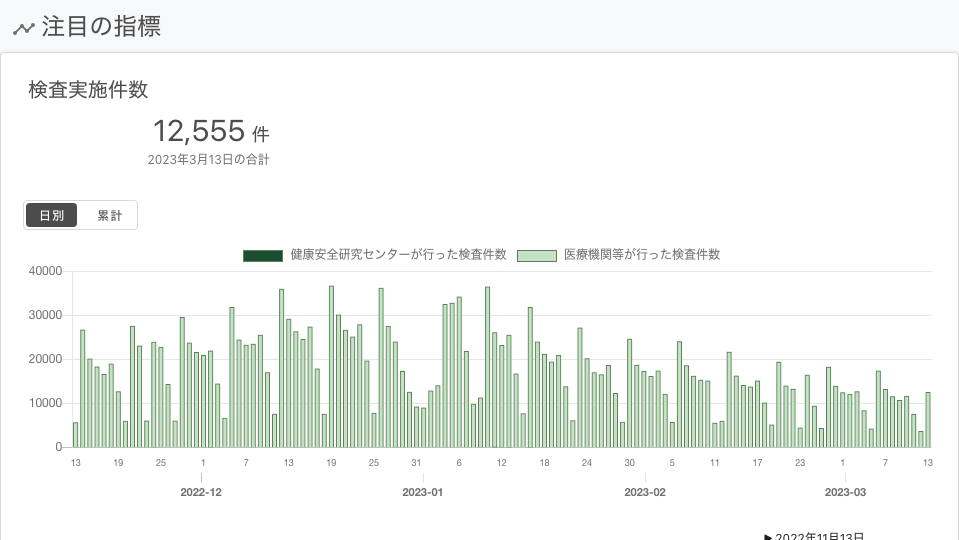 注目の指標
検査実施件数
12,555 件
2023年3月13日の合計
日別 累計
健康安全研究センターが行った検査件数 医療機関等が行った検査件数
40000
30000
20000
10000
0
13 19 25 1 7 13 19 25 31 6 12 18 24 30 5 11 17 23 1 7 13
2022-12 2023-01 2023-02 2023-03
▶ 2022年11月13日